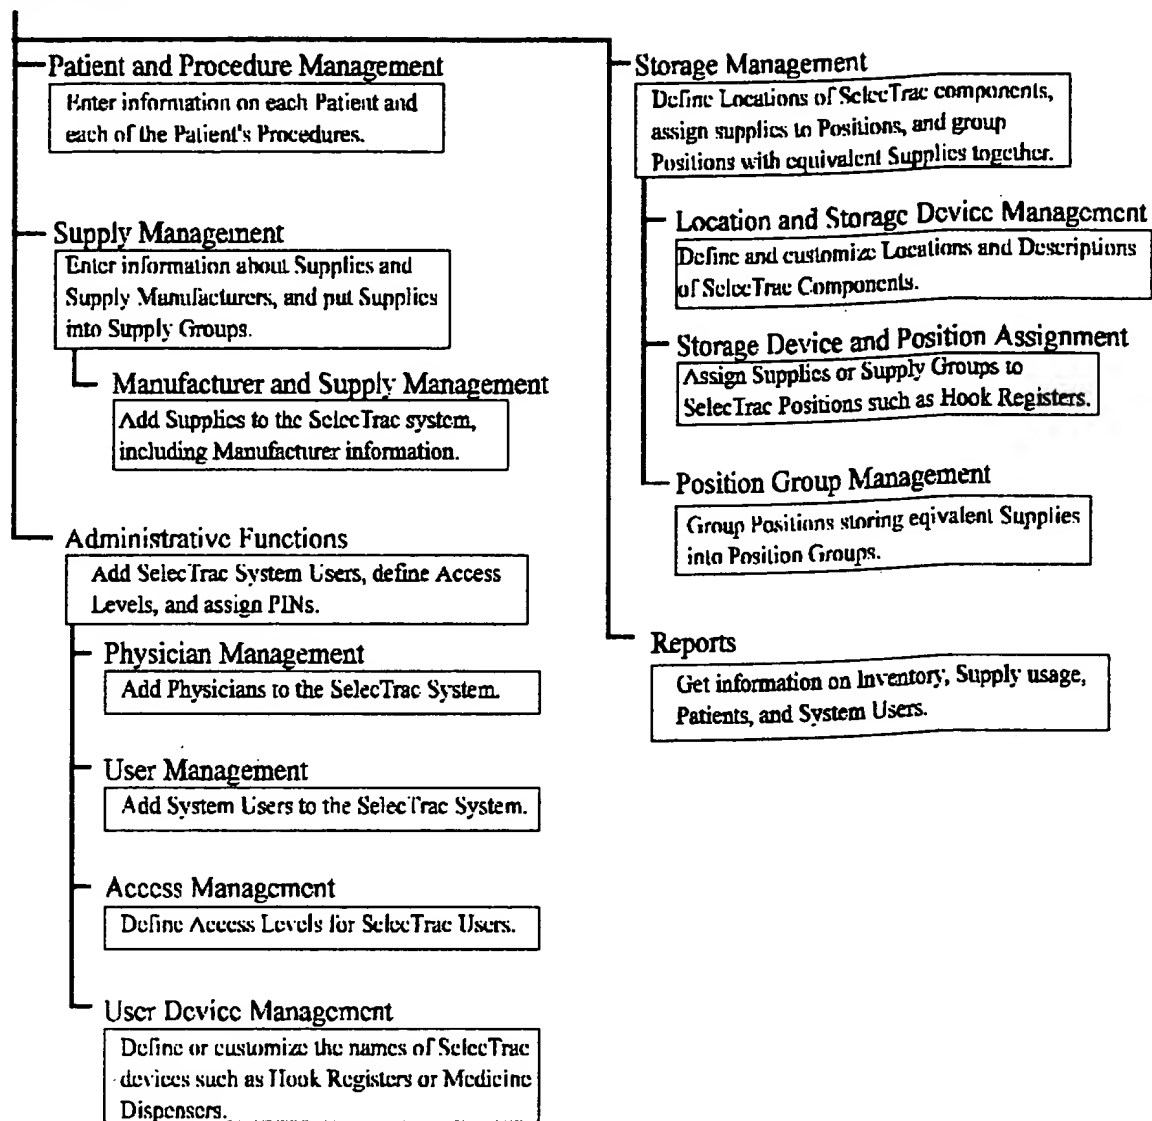 Patient and Procedure Management
Enter information on each Patient and
each of the Patient's Procedures.
Supply Management
Enter information about Supplies and
Supply Manufacturers, and put Supplies
into Supply Groups.
Manufacturer and Supply Management
Add Supplies to the SelecTrac system,
including Manufacturer information.
Administrative Functions
Add SelecTrac System Users, define Access
Levels, and assign PINs.
Physician Management
Add Physicians to the SelecTrac System.
User Management
Add System Users to the SelecTrac System.
Access Management
Define Access Levels for SelecTrac Users.
User Device Management
Define or customize the names of SelecTrac
devices such as Hook Registers or Medicine
Dispensers.
Storage Management
Define Locations of SelecTrac components,
assign supplies to Positions, and group
Positions with equivalent Supplies together.
Location and Storage Device Management
Define and customize Locations and Descriptions
of SelecTrac Components.
Storage Device and Position Assignment
Assign Supplies or Supply Groups to
SelecTrac Positions such as Hook Registers.
Position Group Management
Group Positions storing eqivalent Supplies
into Position Groups.
Reports
Get information on Inventory, Supply usage,
Patients, and System Users.